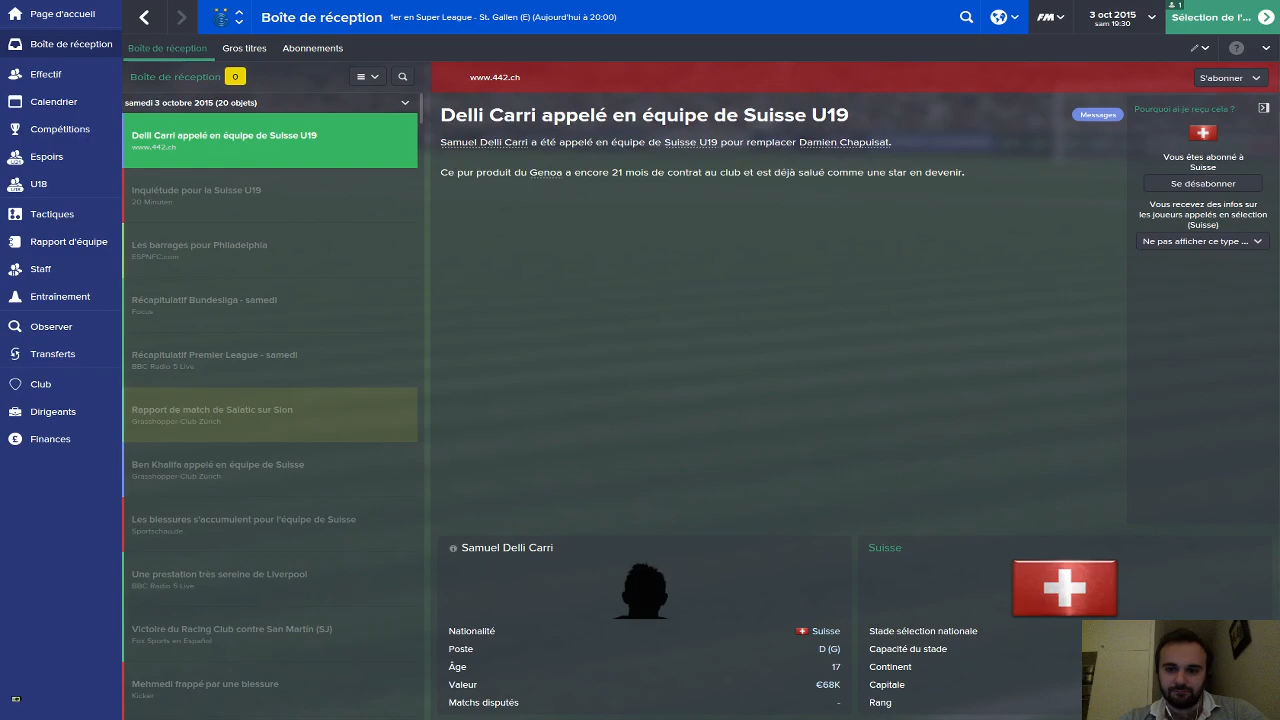 Page d'accueil
Boîte de réception
Effectif
Calendrier
Compétitions
Espoirs
U18
Tactiques
Rapport d'équipe
Staff
Entraînement
Observer
Transferts
Club
Dirigeants
Finances
Boîte de réception
1er en Super League - St. Gallen (E) (Aujourd'hui à 20:00)
FM
3 oct 2015
sam 19:30
1
Sélection de l'...
Boîte de réception
Gros titres
Abonnements
?
Boîte de réception
0
samedi 3 octobre 2015 (20 objets)
Delli Carri appelé en équipe de Suisse U19
www.442.ch
Inquiétude pour la Suisse U19
20 Minuten
Les barrages pour Philadelphia
ESPNFC.com
Récapitulatif Bundesliga - samedi
Focus
Récapitulatif Premier League - samedi
BBC Radio 5 Live
Rapport de match de Salatic sur Sion
Grasshopper-Club Zürich
Ben Khalifa appelé en équipe de Suisse
Grasshopper-Club Zürich
Les blessures s'accumulent pour l'équipe de Suisse
Sportschau.de
Une prestation très sereine de Liverpool
BBC Radio 5 Live
Victoire du Racing Club contre San Martín (SJ)
Fox Sports en Español
Mehmedi frappé par une blessure
Kicker
www.442.ch
S'abonner
Delli Carri appelé en équipe de Suisse U19
Messages
Samuel Delli Carri a été appelé en équipe de Suisse U19 pour remplacer Damien Chapuisat.
Ce pur produit du Genoa a encore 21 mois de contrat au club et est déjà salué comme une star en devenir.
Pourquoi ai-je reçu cela ?
Vous êtes abonné à
Suisse
Se désabonner
Vous recevez des infos sur
les joueurs appelés en sélection
(Suisse)
Ne pas afficher ce type ...
Samuel Delli Carri
Nationalité
Suisse
Poste
D (G)
Âge
17
Valeur
€68K
Matchs disputés
-
Suisse
Stade sélection nationale
Capacité du stade
Continent
Capitale
Rang